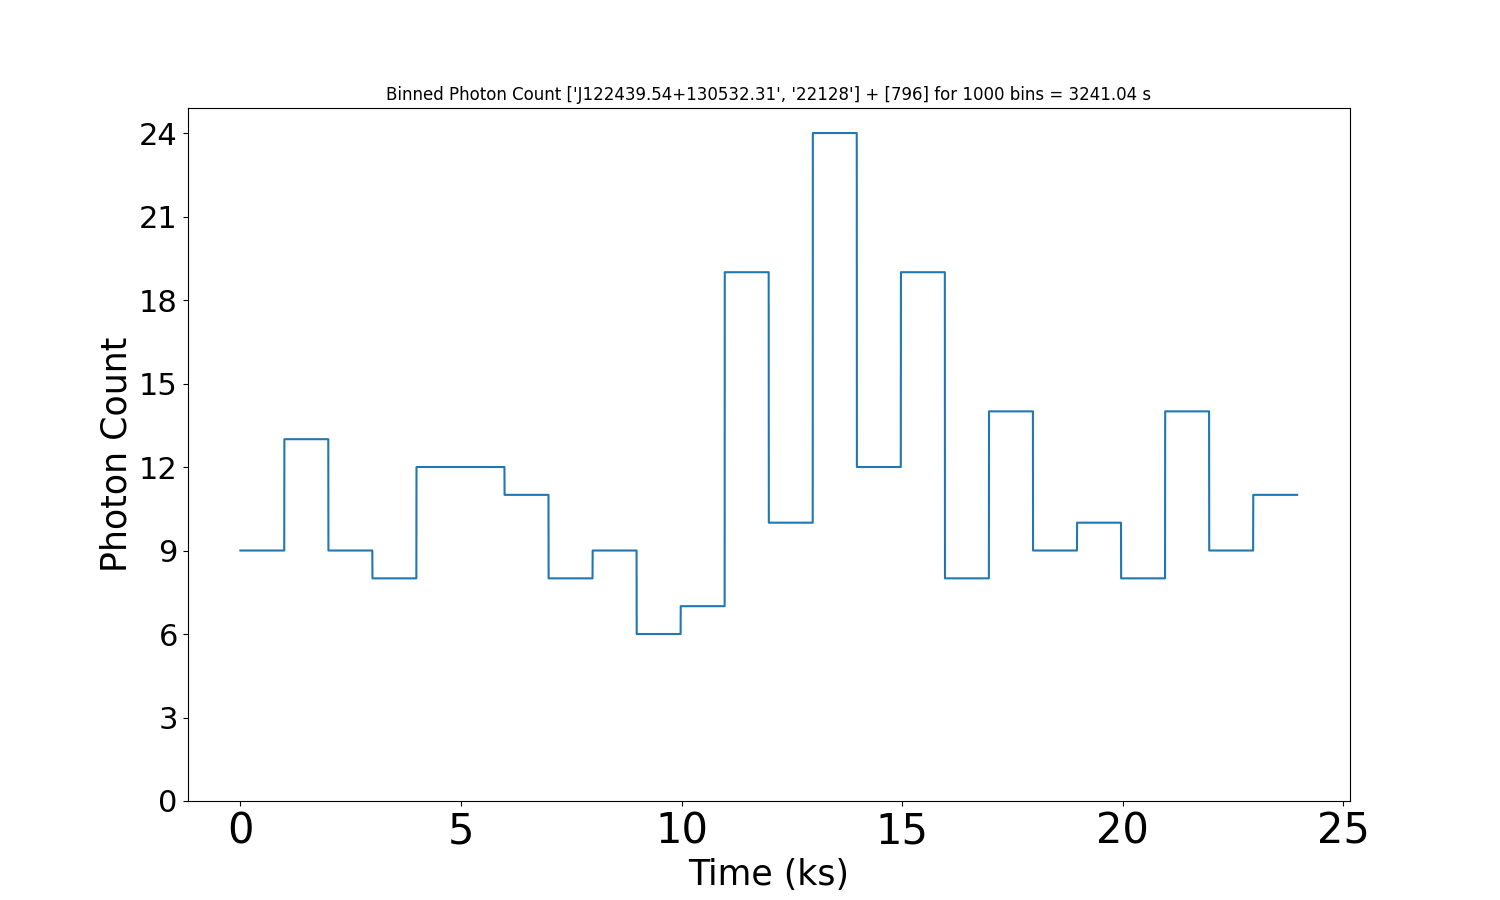 Binned Photon Count ['J122439.54+130532.31', '22128'] + [796] for 1000 bins = 3241.04 s
24
21
18
15
12
9
6
3
0
Photon Count
0 5 10 15 20 25
Time (ks)